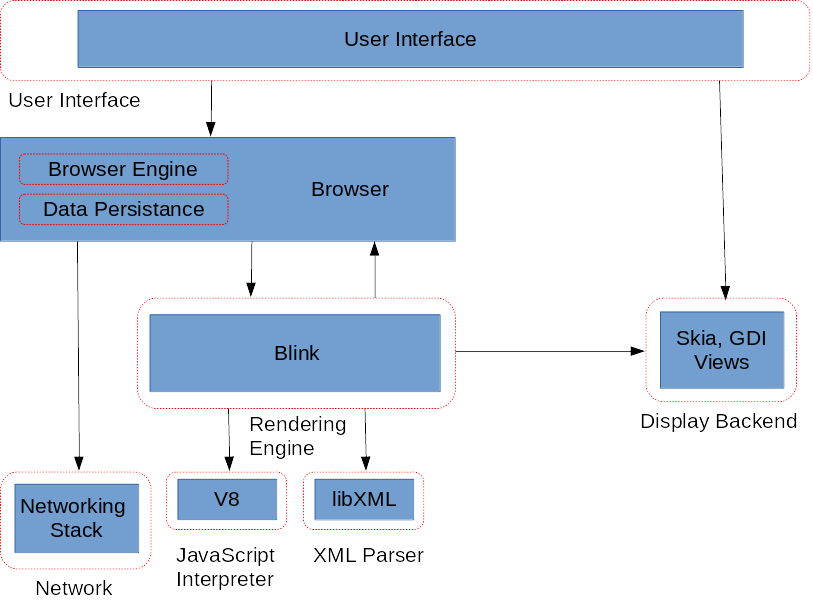 User Interface
User Interface
Browser Engine
Data Persistance
Browser
Blink
Skia, GDI
Views
Display Backend
Rendering
Engine
Networking
Stack
Network
V8
JavaScript
Interpreter
libXML
XML Parser